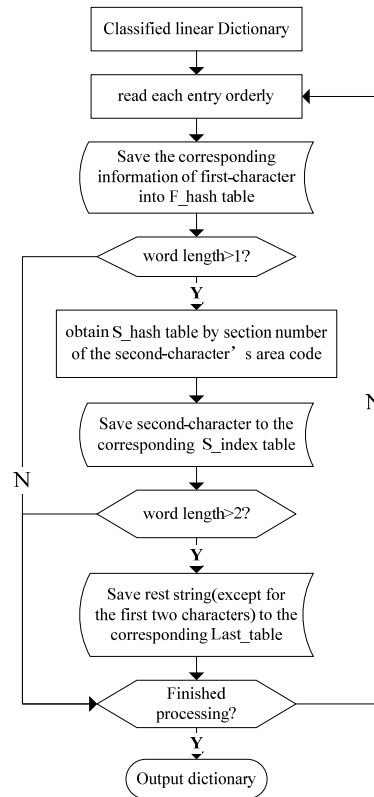 Classified linear Dictionary
read each entry orderly
Save the corresponding
information of first-character
into F_hash table
word length>1?
Y
obtain S_hash table by section number
of the second-character’s area code
Save second-character to the
corresponding S_index table
N
N
word length>2?
Y
Save rest string(except for
the first two characters) to the
corresponding Last_table
Finished
processing?
Y
Output dictionary